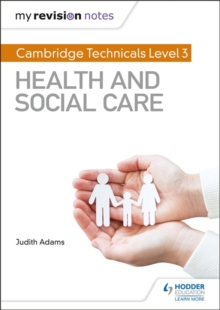 my revision notes
Cambridge Technicals Level 3
HEALTH AND
SOCIAL CARE
Judith Adams
HODDER
EDUCATION
LEARN MORE